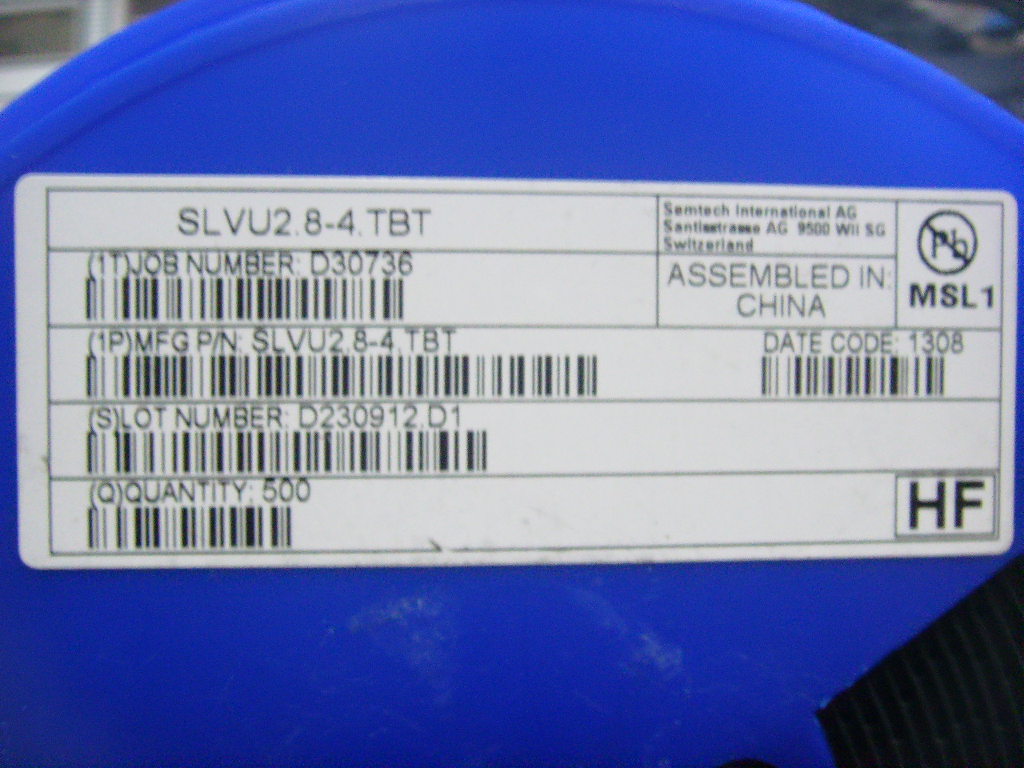 SLVU2.8-4.TBT
Semtech International AG
Santisstrasse AG 9500 Wil SG
Switzerland
Pb
MSL1
ASSEMBLED IN:
CHINA
(1T)JOB NUMBER: D30736
(1P)MFG P/N: SLVU2.8-4.TBT
DATE CODE: 1308
(S)LOT NUMBER: D230912.D1
(Q)QUANTITY: 500
HF